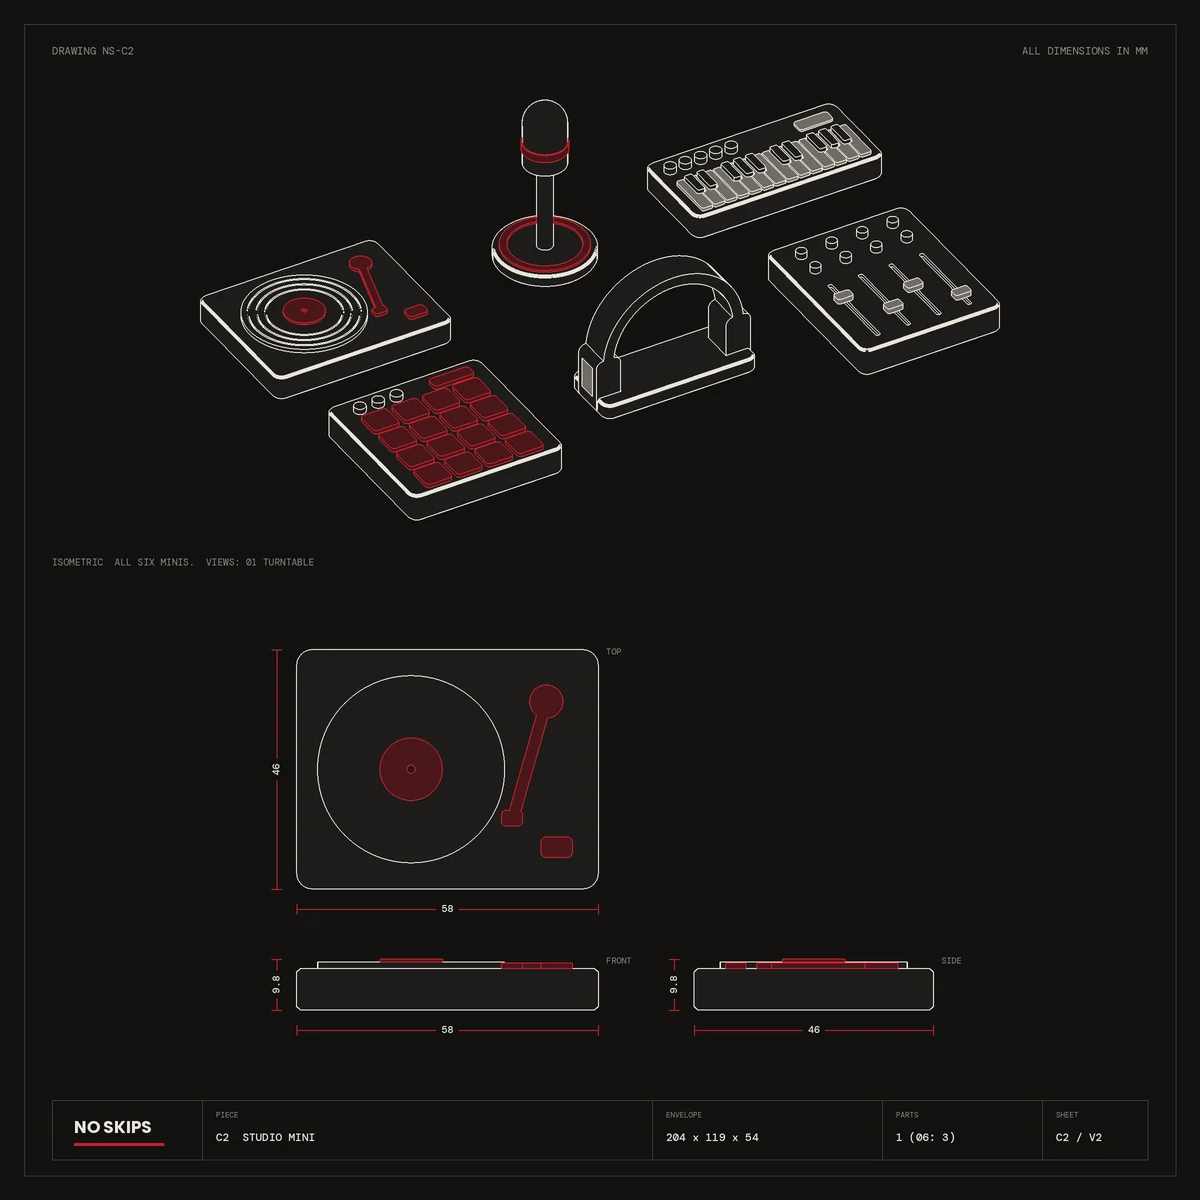 DRAWING NS-C2
ALL DIMENSIONS IN MM
ISOMETRIC  ALL SIX MINIS.  VIEWS: 01 TURNTABLE
TOP
46
58
FRONT
9.8
58
SIDE
9.8
46
NO SKIPS
PIECE
C2  STUDIO MINI
ENVELOPE
204 x 119 x 54
PARTS
1 (06: 3)
SHEET
C2 / V2